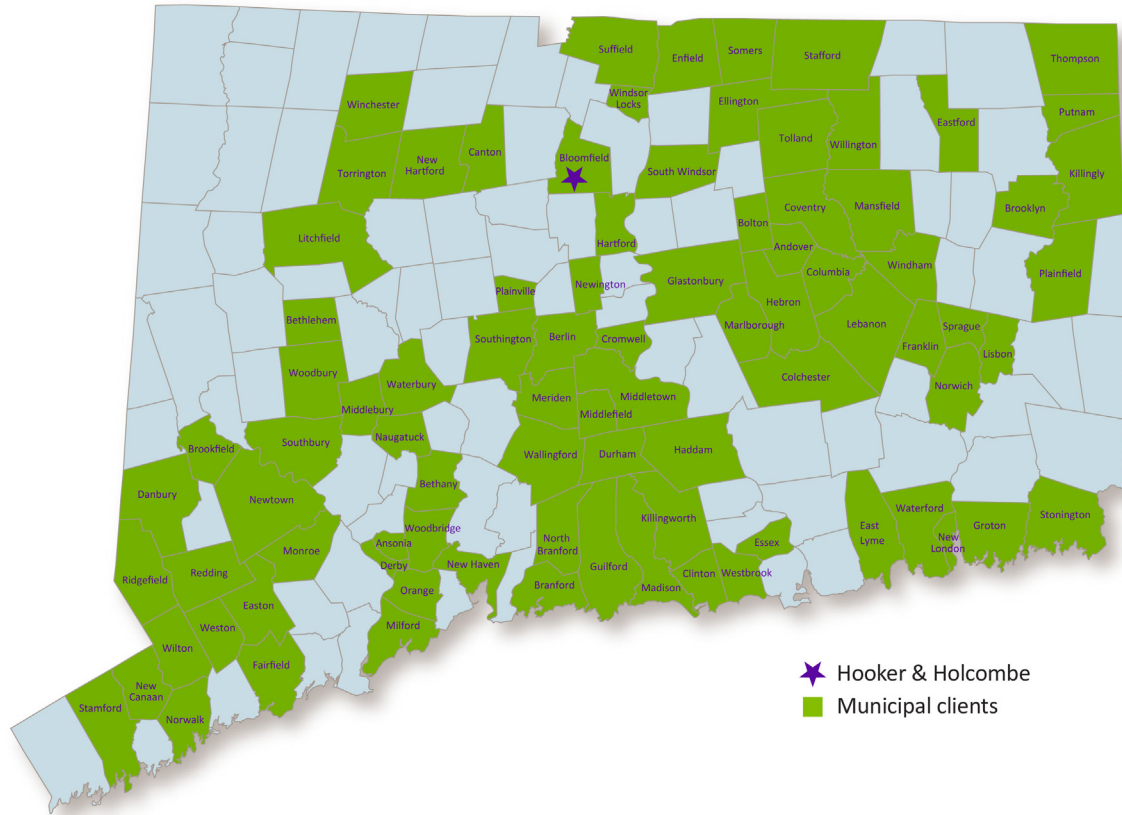 Suffield
Enfield
Somers
Stafford
Thompson
Winchester
Windsor
Locks
Ellington
Eastford
Putnam
Tolland
Willington
Torrington
New
Hartford
Canton
Bloomfield
South Windsor
Killingly
Litchfield
Hartford
Bolton
Coventry
Mansfield
Brooklyn
Andover
Plainville
Newington
Glastonbury
Columbia
Windham
Plainfield
Bethlehem
Hebron
Southington
Berlin
Cromwell
Marlborough
Lebanon
Franklin
Sprague
Lisbon
Woodbury
Waterbury
Colchester
Norwich
Middlebury
Meriden
Middletown
Middlefield
Brookfield
Southbury
Naugatuck
Wallingford
Durham
Haddam
Danbury
Newtown
Bethany
Woodbridge
Killingworth
East
Lyme
Waterford
New
London
Groton
Stonington
Monroe
Ansonia
Derby
New Haven
North
Branford
Guilford
Essex
Ridgefield
Redding
Orange
Branford
Madison
Clinton
Westbrook
Easton
Weston
Milford
Wilton
Fairfield
New
Canaan
Stamford
Norwalk
Hooker & Holcombe
Municipal clients